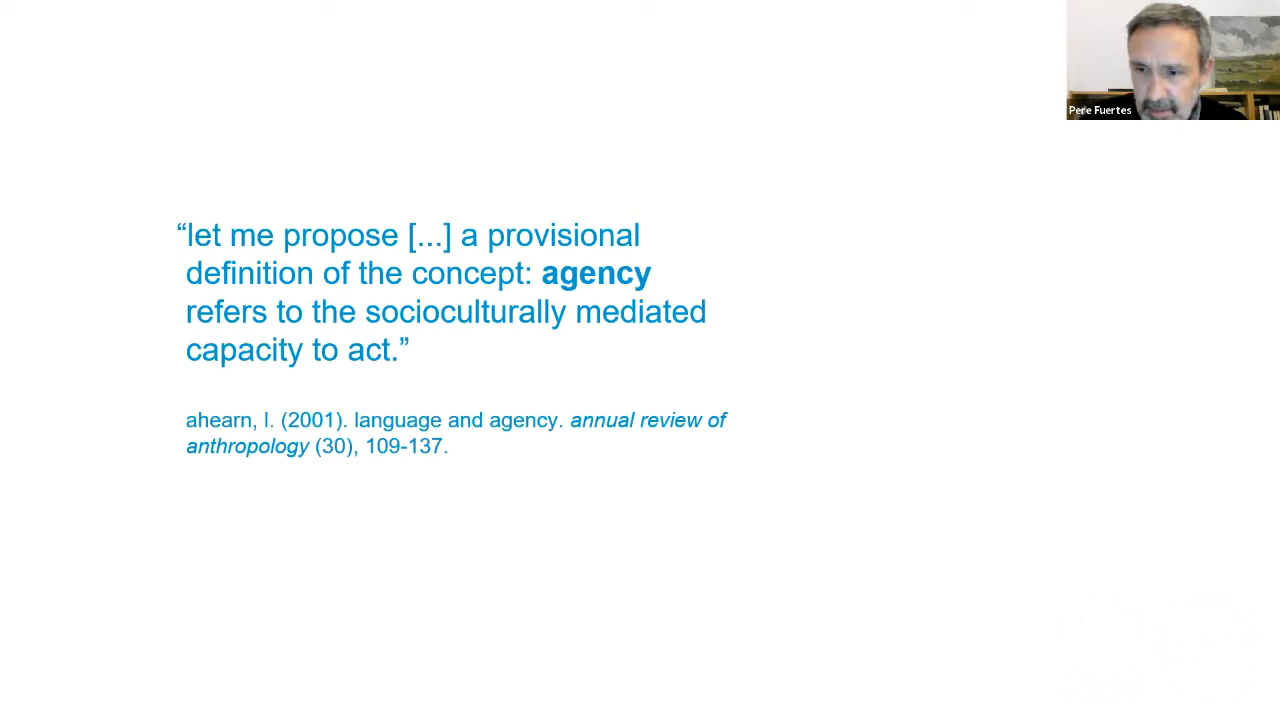 Pere Fuertes
“let me propose [...] a provisional
definition of the concept: agency
refers to the socioculturally mediated
capacity to act.”
ahearn, l. (2001). language and agency. annual review of
anthropology (30), 109-137.